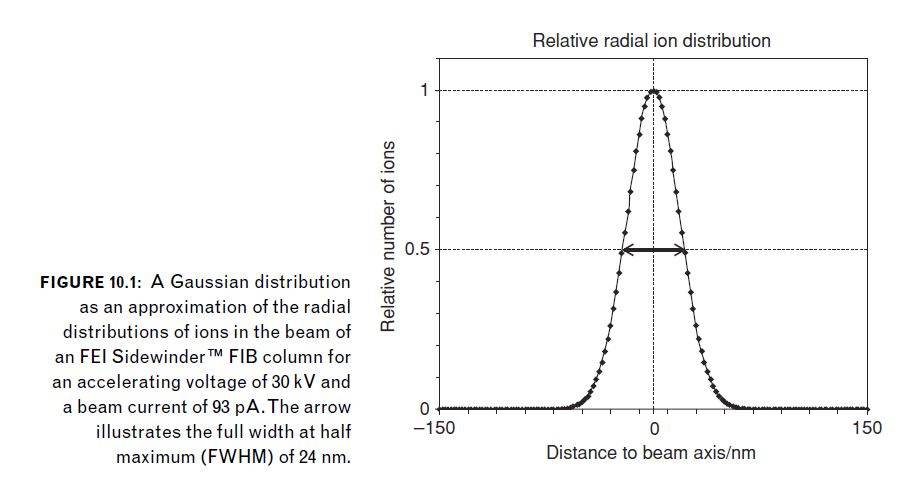 Relative radial ion distribution
1
0.5
0
Relative number of ions
−150
0
150
Distance to beam axis/nm
FIGURE 10.1: A Gaussian distribution
as an approximation of the radial
distributions of ions in the beam of
an FEI Sidewinder™ FIB column for
an accelerating voltage of 30 kV and
a beam current of 93 pA. The arrow
illustrates the full width at half
maximum (FWHM) of 24 nm.